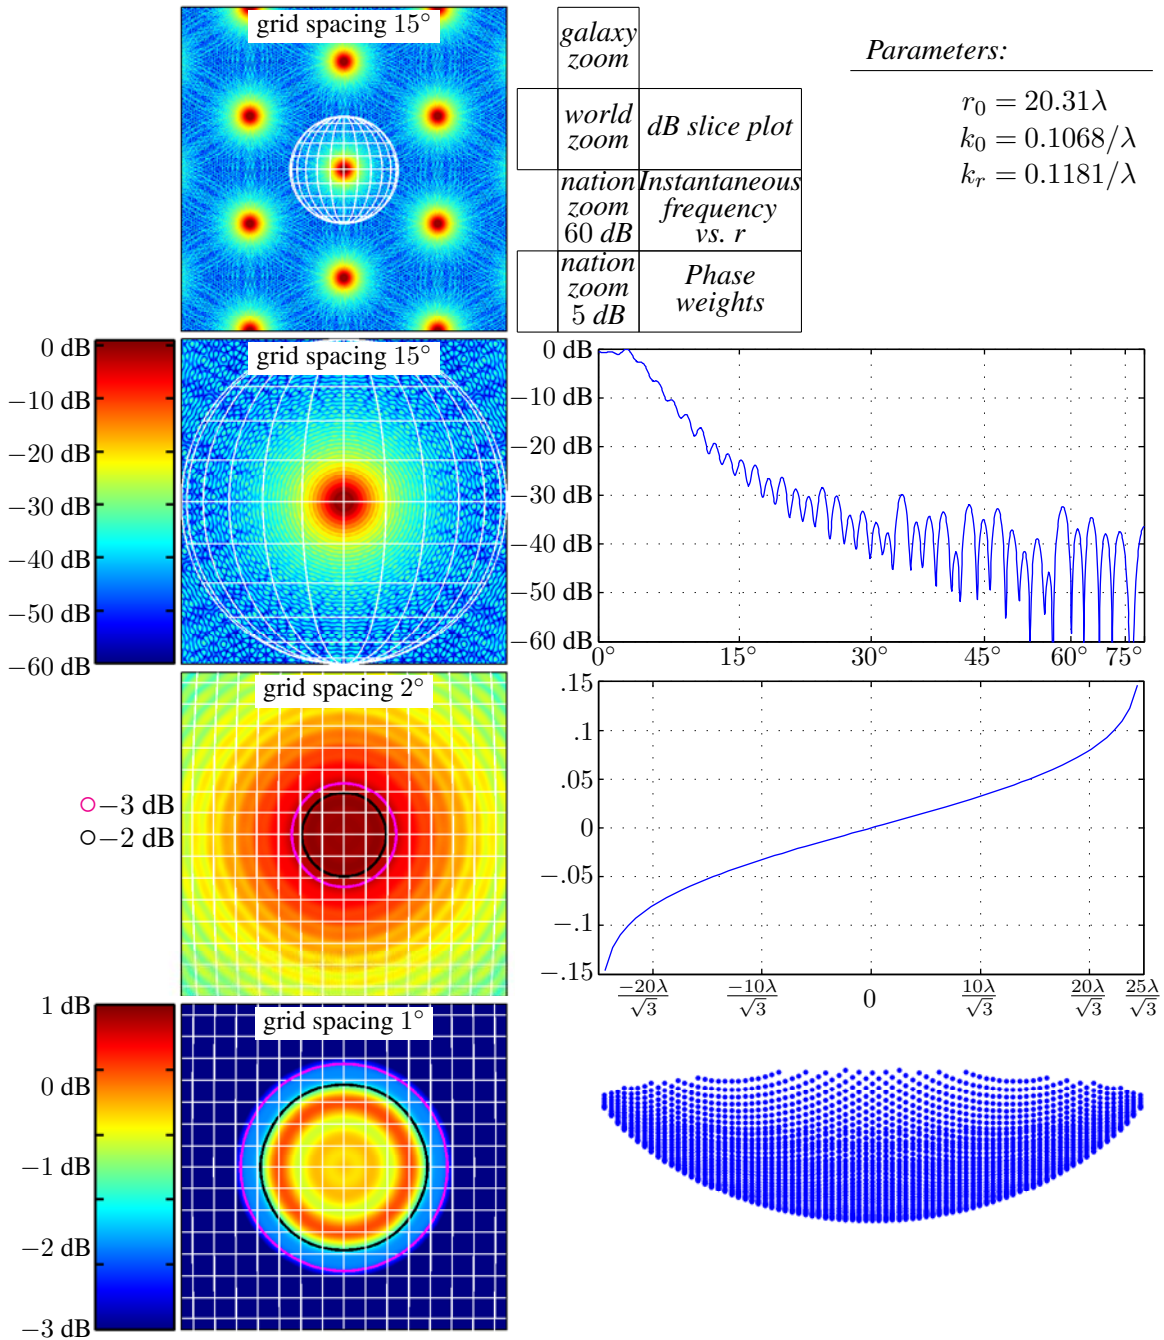 grid spacing 15°
galaxy
zoom
world
zoom
dB slice plot
nation
zoom
60 dB
Instantaneous
frequency
vs. r
nation
zoom
5 dB
Phase
weights
Parameters:
r₀ = 20.31λ
k₀ = 0.1068/λ
kᵣ = 0.1181/λ
0 dB
−10 dB
−20 dB
−30 dB
−40 dB
−50 dB
−60 dB
grid spacing 15°
0 dB
−10 dB
−20 dB
−30 dB
−40 dB
−50 dB
−60 dB
0° 15° 30° 45° 60° 75°
−3 dB
−2 dB
grid spacing 2°
.15
.1
.05
0
−.05
−.1
−.15
−20λ/√3 −10λ/√3 0 10λ/√3 20λ/√3 25λ/√3
1 dB
0 dB
−1 dB
−2 dB
−3 dB
grid spacing 1°